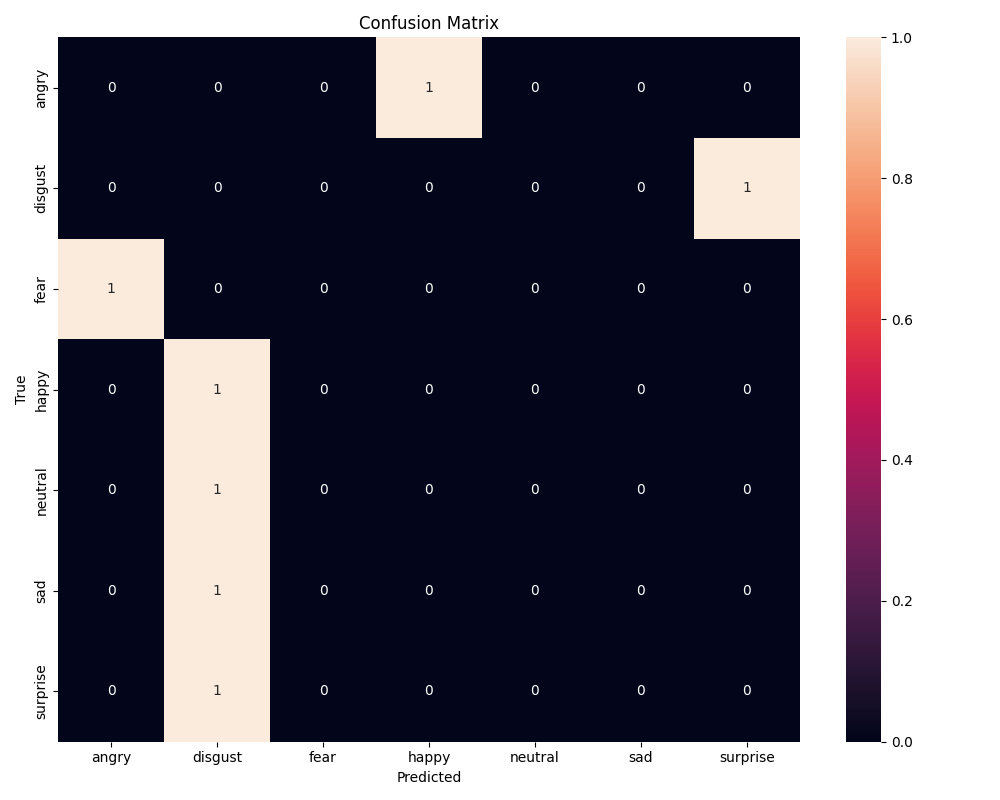 Confusion Matrix
angry 0 0 0 1 0 0 0
disgust 0 0 0 0 0 0 1
fear 1 0 0 0 0 0 0
happy 0 1 0 0 0 0 0
neutral 0 1 0 0 0 0 0
sad 0 1 0 0 0 0 0
surprise 0 1 0 0 0 0 0
True
angry disgust fear happy neutral sad surprise
Predicted
1.0
0.8
0.6
0.4
0.2
0.0